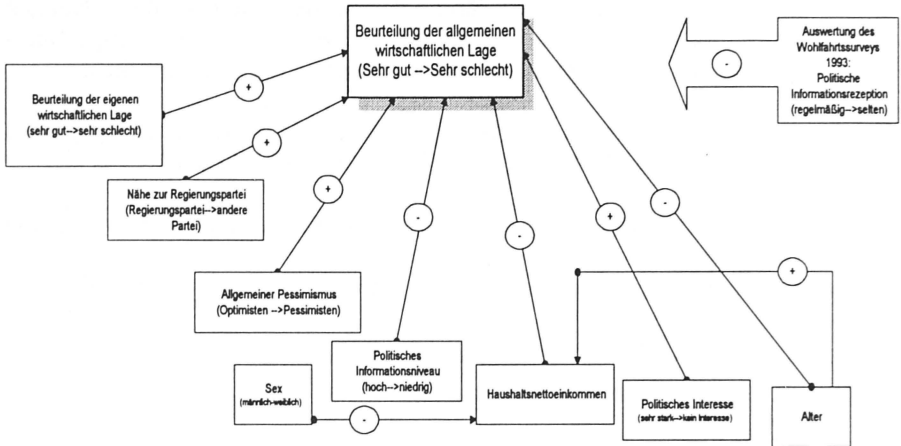 Beurteilung der allgemeinen
wirtschaftlichen Lage
(Sehr gut -->Sehr schlecht)
Auswertung des
Wohlfahrtssurveys
1993:
Politische
Informationsrezeption
(regelmäßig-->selten)
-
Beurteilung der eigenen
wirtschaftlichen Lage
(sehr gut-->sehr schlecht)
+
+
Nähe zur Regierungspartei
(Regierungspartei-->andere
Partei)
+
-
-
+
-
+
Allgemeiner Pessimismus
(Optimisten -->Pessimisten)
Politisches
Informationsniveau
(hoch-->niedrig)
Sex
(männlich-weiblich)
-
Haushaltsnettoeinkommen
Politisches Interesse
(sehr stark-->kein Interesse)
Alter